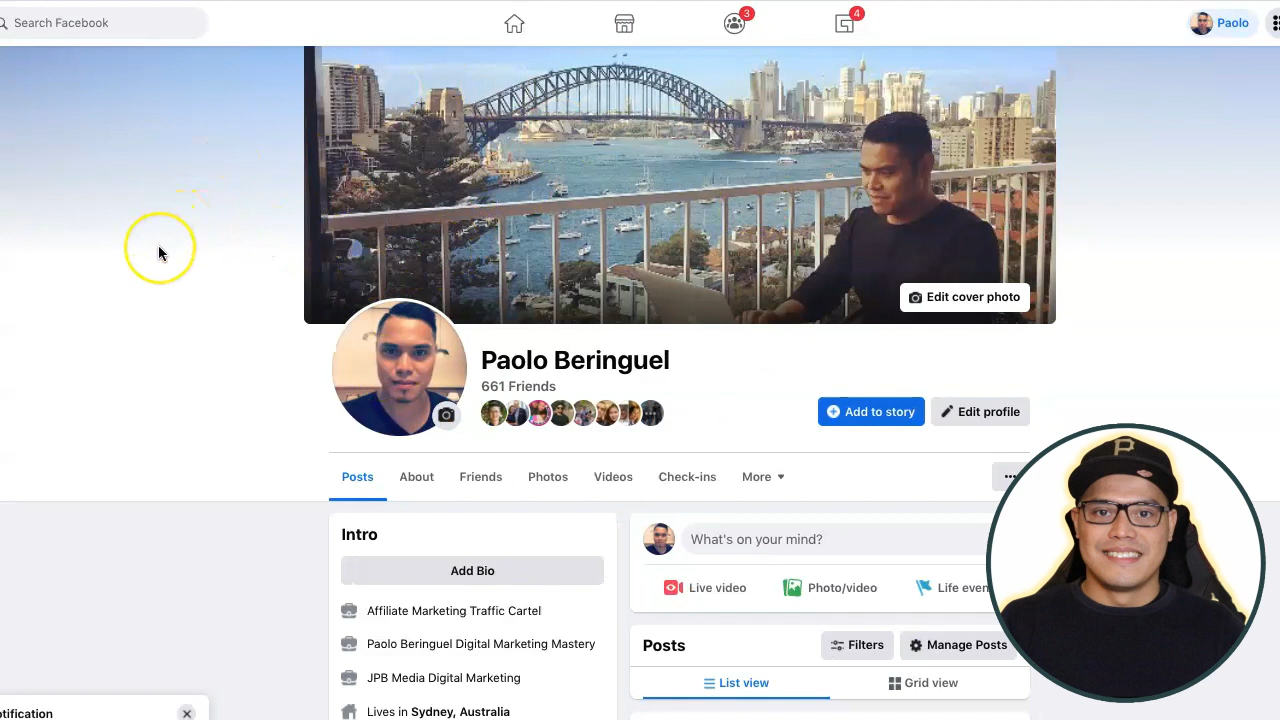 Search Facebook
3
4
Paolo
Edit cover photo
Paolo Beringuel
661 Friends
Add to story
Edit profile
Posts
About
Friends
Photos
Videos
Check-ins
More
Intro
Add Bio
Affiliate Marketing Traffic Cartel
Paolo Beringuel Digital Marketing Mastery
JPB Media Digital Marketing
Lives in Sydney, Australia
What's on your mind?
Live video
Photo/video
Life even
Posts
Filters
Manage Posts
List view
Grid view
otification
P